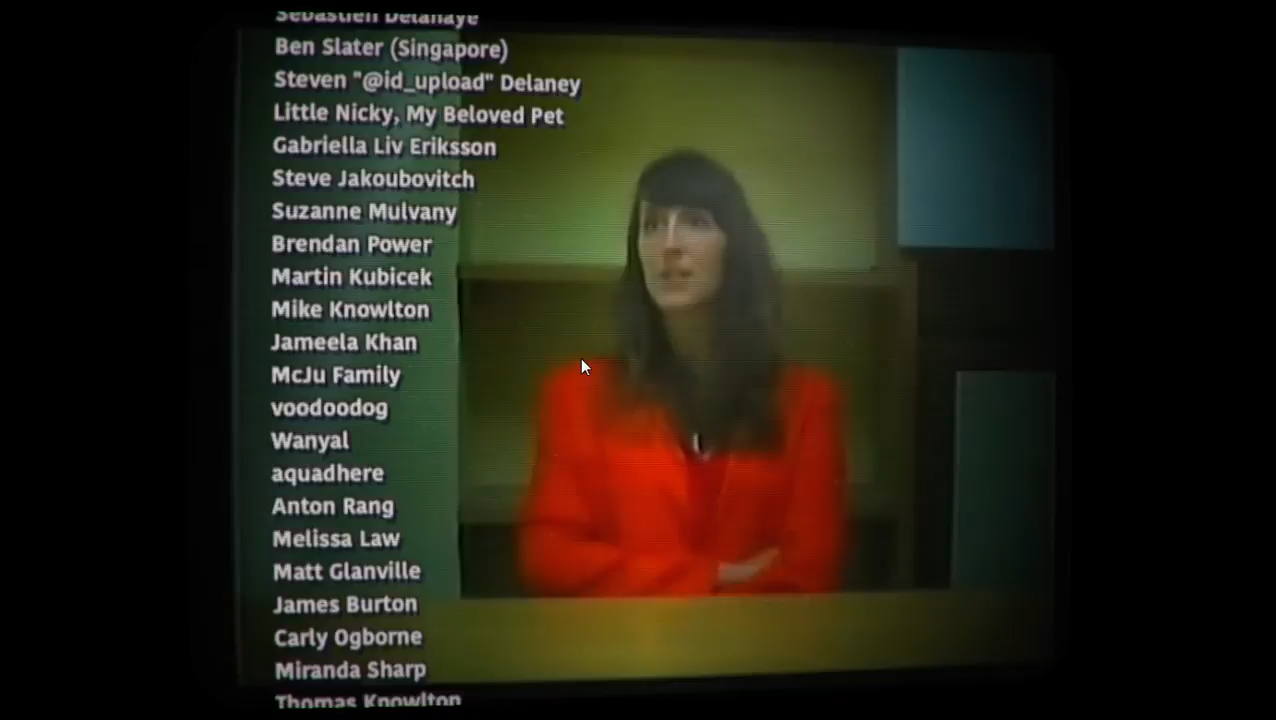 Sebastien Delahaye
Ben Slater (Singapore)
Steven "@id_upload" Delaney
Little Nicky, My Beloved Pet
Gabriella Liv Eriksson
Steve Jakoubovitch
Suzanne Mulvany
Brendan Power
Martin Kubicek
Mike Knowlton
Jameela Khan
McJu Family
voodoodog
Wanyal
aquadhere
Anton Rang
Melissa Law
Matt Glanville
James Burton
Carly Ogborne
Miranda Sharp
Thomas Knowlton